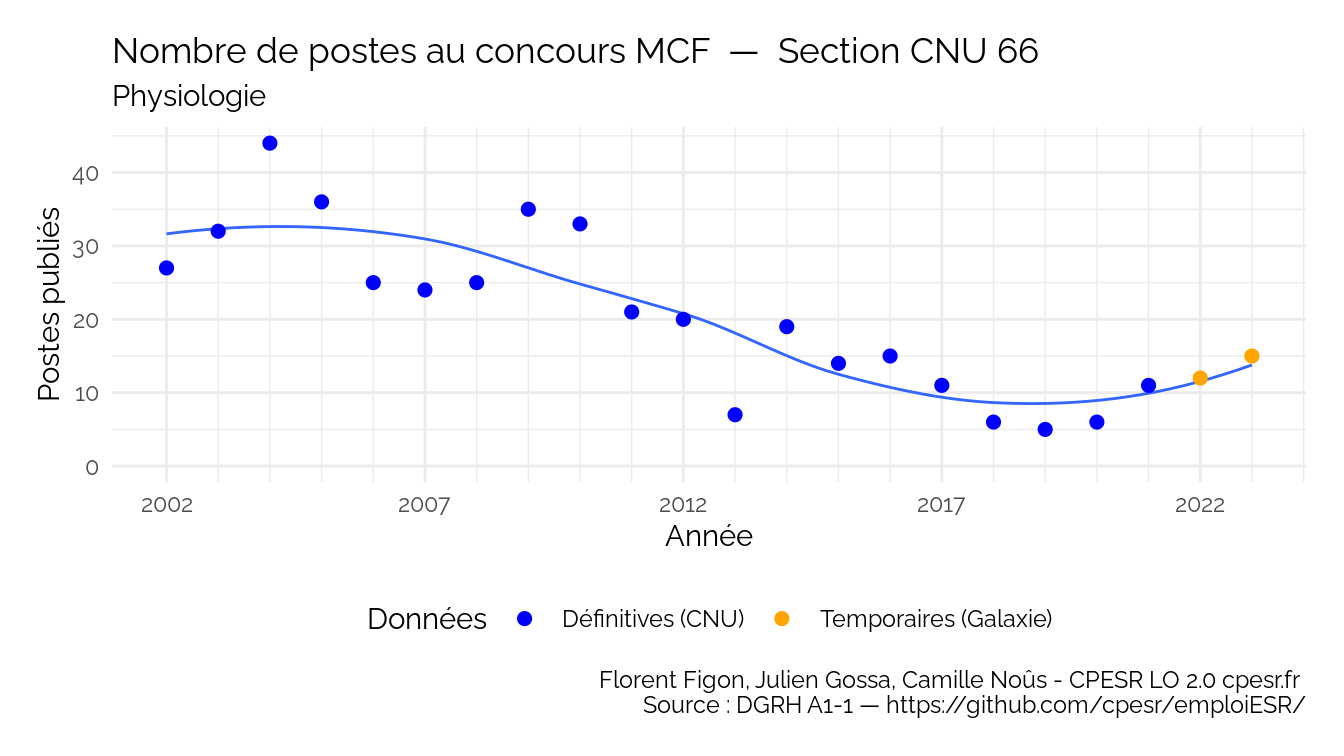 Nombre de postes au concours MCF — Section CNU 66
Physiologie
Postes publiés
40
30
20
10
0
2002 2007 2012 2017 2022
Année
Données Définitives (CNU) Temporaires (Galaxie)
Florent Figon, Julien Gossa, Camille Noûs - CPESR LO 2.0 cpesr.fr
Source : DGRH A1-1 — https://github.com/cpesr/emploiESR/